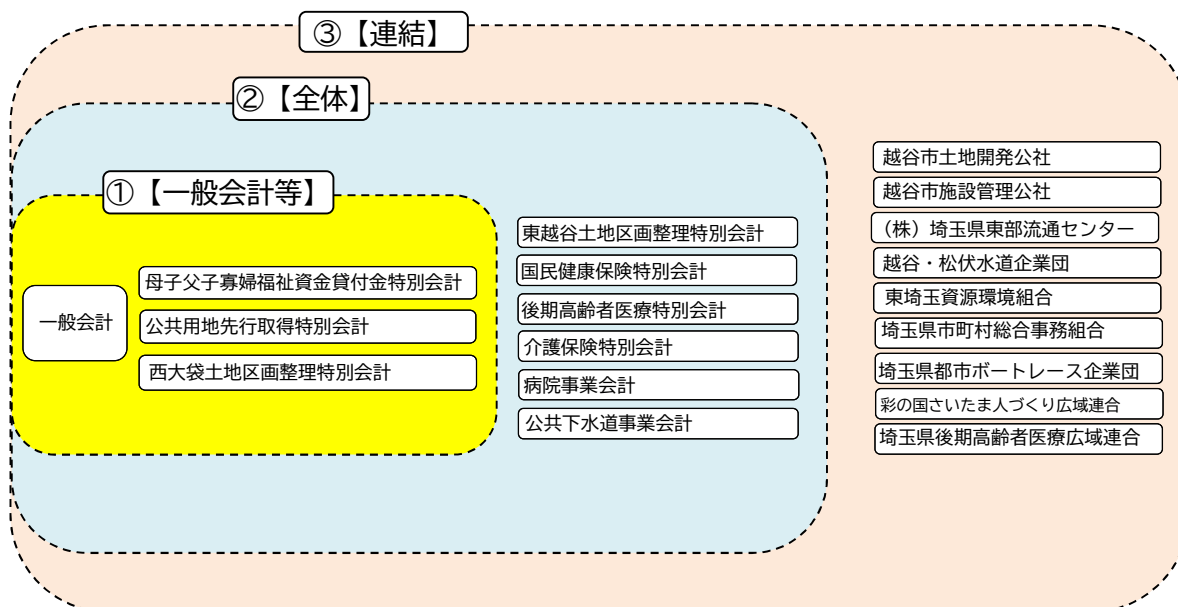 ③【連結】
②【全体】
①【一般会計等】
一般会計
母子父子寡婦福祉資金貸付金特別会計
公共用地先行取得特別会計
西大袋土地区画整理特別会計
東越谷土地区画整理特別会計
国民健康保険特別会計
後期高齢者医療特別会計
介護保険特別会計
病院事業会計
公共下水道事業会計
越谷市土地開発公社
越谷市施設管理公社
（株）埼玉県東部流通センター
越谷・松伏水道企業団
東埼玉資源環境組合
埼玉県市町村総合事務組合
埼玉県都市ボートレース企業団
彩の国さいたま人づくり広域連合
埼玉県後期高齢者医療広域連合